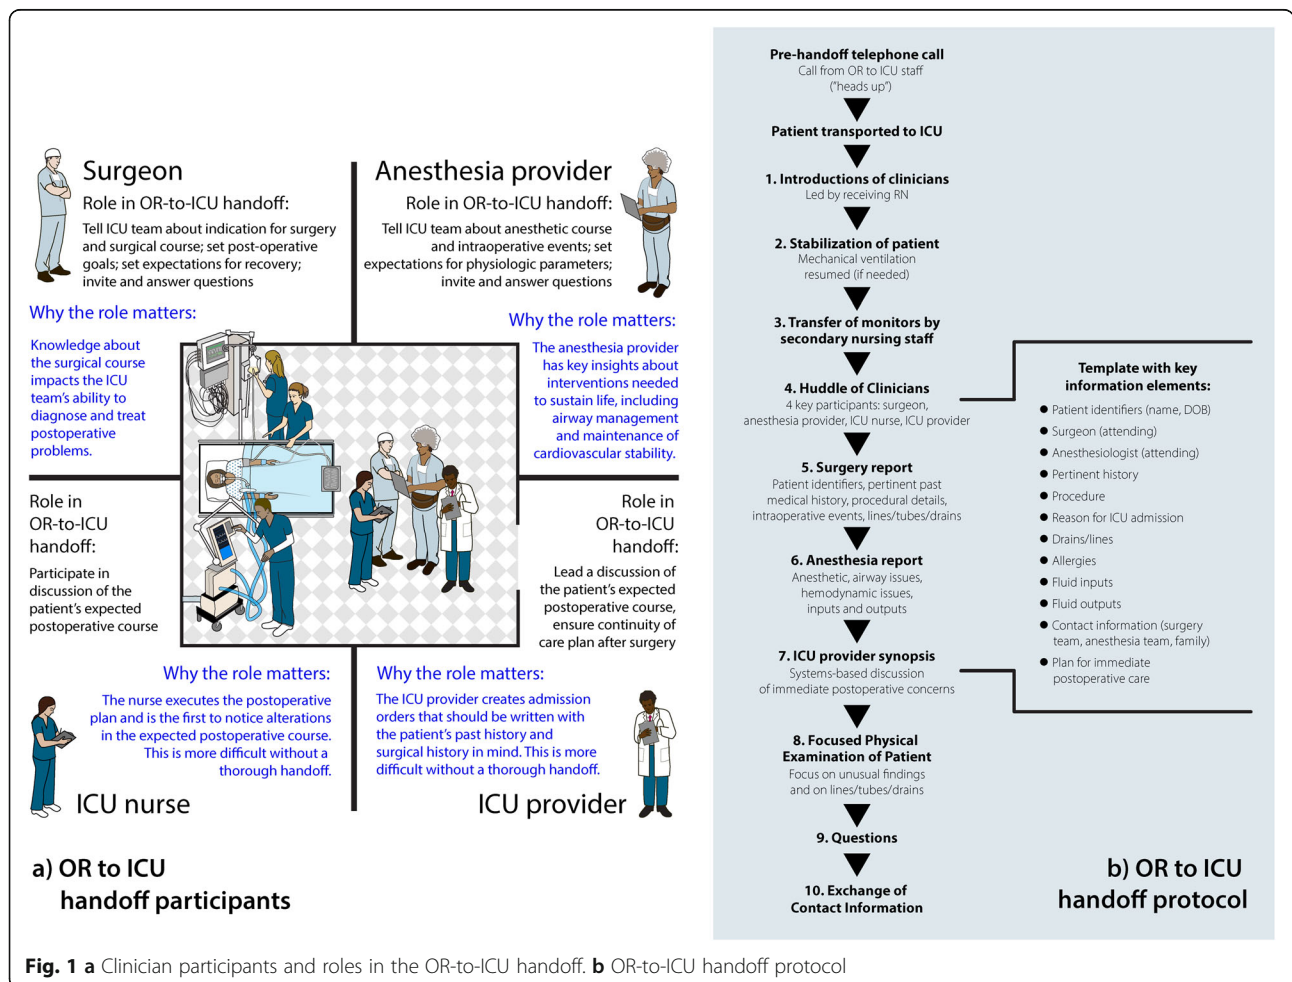 Surgeon
Role in OR-to-ICU handoff:
Tell ICU team about indication for surgery
and surgical course; set post-operative
goals; set expectations for recovery;
invite and answer questions
Why the role matters:
Knowledge about
the surgical course
impacts the ICU
team's ability to
diagnose and treat
postoperative
problems.
Anesthesia provider
Role in OR-to-ICU handoff:
Tell ICU team about anesthetic course
and intraoperative events; set
expectations for physiologic parameters;
invite and answer questions
Why the role matters:
The anesthesia provider
has key insights about
interventions needed
to sustain life, including
airway management
and maintenance of
cardiovascular stability.
Role in
OR-to-ICU
handoff:
Participate in
discussion of the
patient's expected
postoperative course
Why the role matters:
The nurse executes the postoperative
plan and is the first to notice alterations
in the expected postoperative course.
This is more difficult without a
thorough handoff.
ICU nurse
Role in
OR-to-ICU
handoff:
Lead a discussion of
the patient's expected
postoperative course,
ensure continuity of
care plan after surgery
Why the role matters:
The ICU provider creates admission
orders that should be written with
the patient's past history and
surgical history in mind. This is more
difficult without a thorough handoff.
ICU provider
a) OR to ICU
handoff participants
Pre-handoff telephone call
Call from OR to ICU staff
("heads up")
Patient transported to ICU
1. Introductions of clinicians
Led by receiving RN
2. Stabilization of patient
Mechanical ventilation
resumed (if needed)
3. Transfer of monitors by
secondary nursing staff
4. Huddle of Clinicians
4 key participants: surgeon,
anesthesia provider, ICU nurse, ICU provider
5. Surgery report
Patient identifiers, pertinent past
medical history, procedural details,
intraoperative events, lines/tubes/drains
6. Anesthesia report
Anesthetic, airway issues,
hemodynamic issues,
inputs and outputs
7. ICU provider synopsis
Systems-based discussion
of immediate postoperative concerns
8. Focused Physical
Examination of Patient
Focus on unusual findings
and on lines/tubes/drains
9. Questions
10. Exchange of
Contact Information
Template with key
information elements:
● Patient identifiers (name, DOB)
● Surgeon (attending)
● Anesthesiologist (attending)
● Pertinent history
● Procedure
● Reason for ICU admission
● Drains/lines
● Allergies
● Fluid inputs
● Fluid outputs
● Contact information (surgery
team, anesthesia team, family)
● Plan for immediate
postoperative care
b) OR to ICU
handoff protocol
Fig. 1 a Clinician participants and roles in the OR-to-ICU handoff. b OR-to-ICU handoff protocol